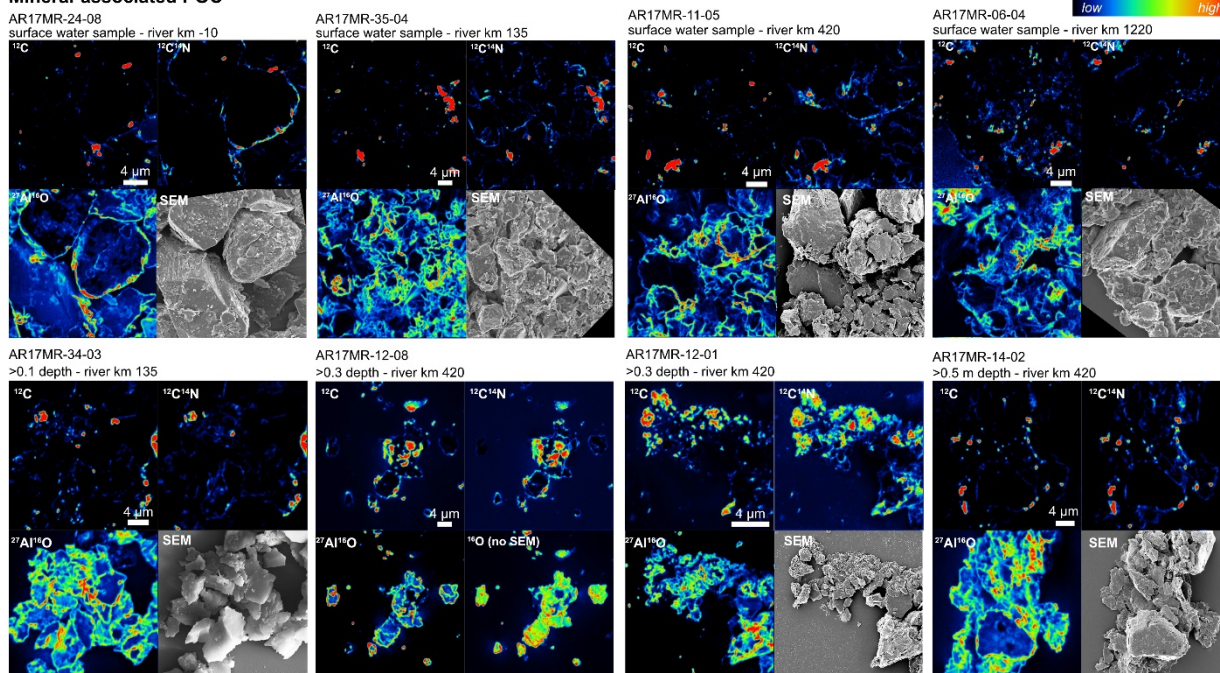 Mineral-associated POC
low high
AR17MR-24-08
surface water sample - river km -10
¹²C
¹²C¹⁴N
4 µm
²⁷Al¹⁶O
SEM
AR17MR-35-04
surface water sample - river km 135
¹²C
¹²C¹⁴N
4 µm
²⁷Al¹⁶O
SEM
AR17MR-11-05
surface water sample - river km 420
¹²C
¹²C¹⁴N
4 µm
²⁷Al¹⁶O
SEM
AR17MR-06-04
surface water sample - river km 1220
¹²C
¹²C¹⁴N
4 µm
²⁷Al¹⁶O
SEM
AR17MR-34-03
>0.1 depth - river km 135
¹²C
¹²C¹⁴N
4 µm
²⁷Al¹⁶O
SEM
AR17MR-12-08
>0.3 depth - river km 420
¹²C
¹²C¹⁴N
4 µm
²⁷Al¹⁶O
¹⁶O (no SEM)
AR17MR-12-01
>0.3 depth - river km 420
¹²C
¹²C¹⁴N
4 µm
²⁷Al¹⁶O
SEM
AR17MR-14-02
>0.5 m depth - river km 420
¹²C
¹²C¹⁴N
4 µm
²⁷Al¹⁶O
SEM